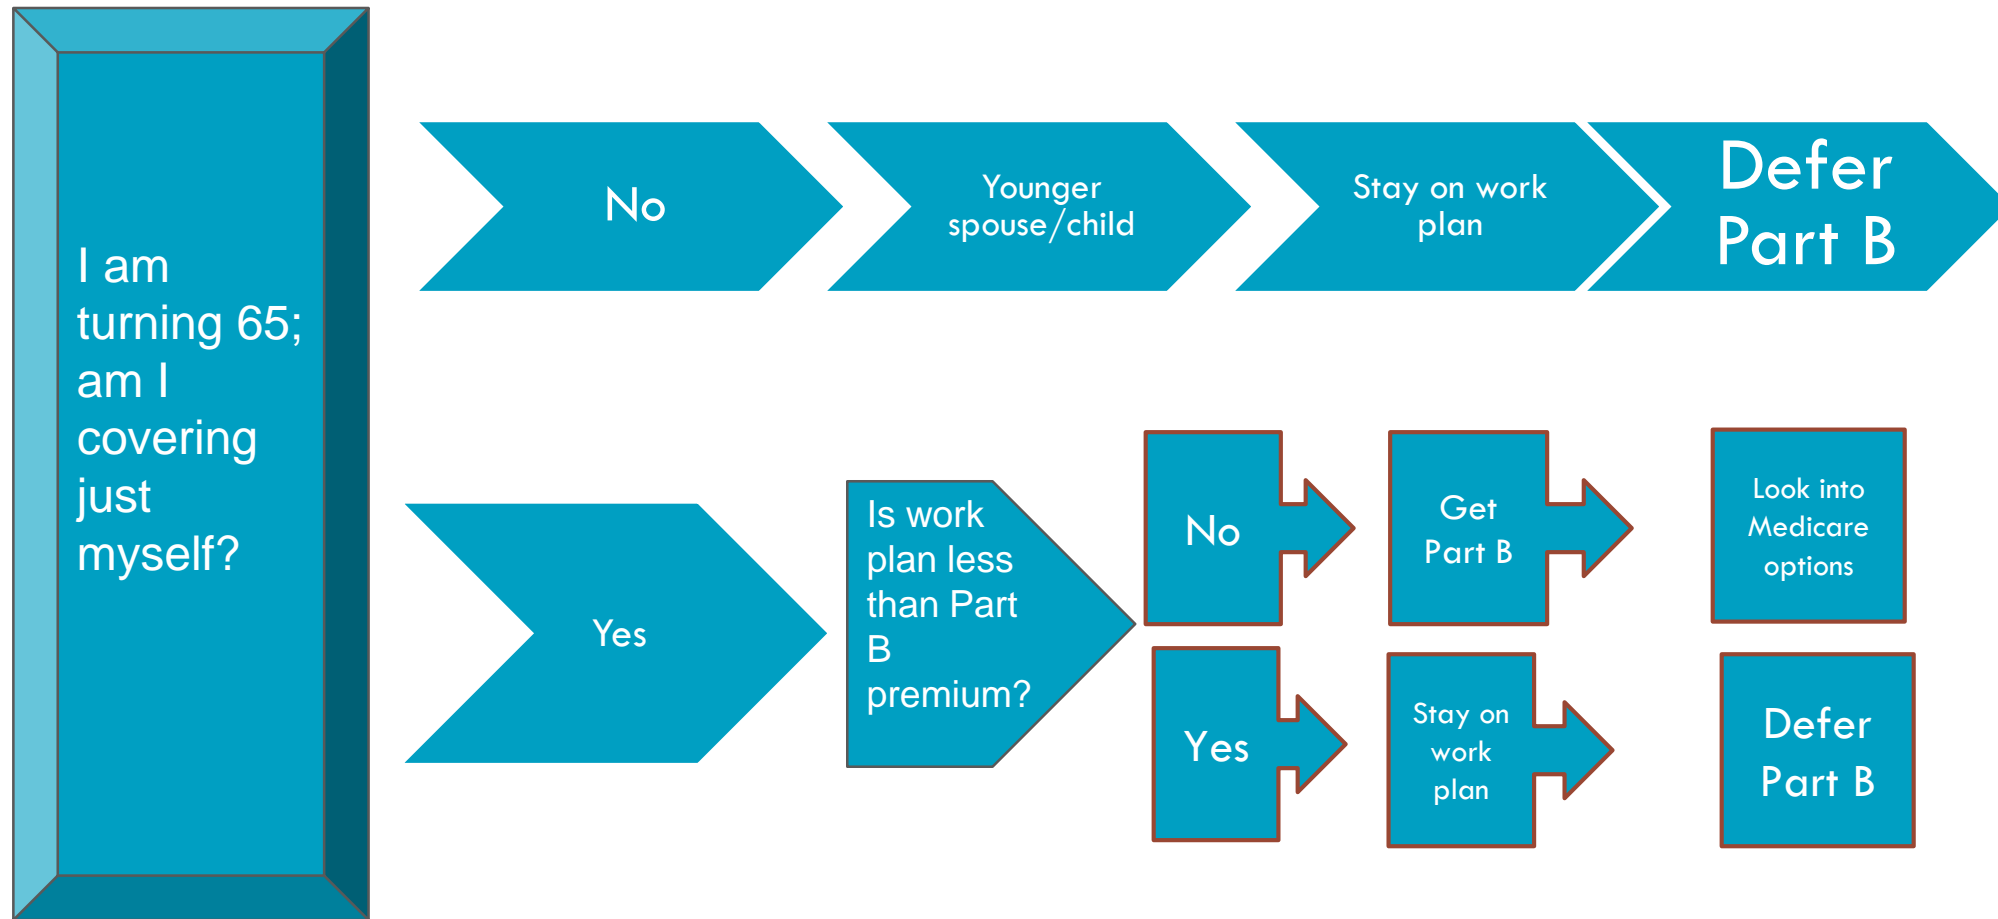 I am
turning 65;
am I
covering
just
myself?
No
Younger
spouse/child
Stay on work
plan
Defer
Part B
Yes
Is work
plan less
than Part
B
premium?
No
Get
Part B
Look into
Medicare
options
Yes
Stay on
work
plan
Defer
Part B